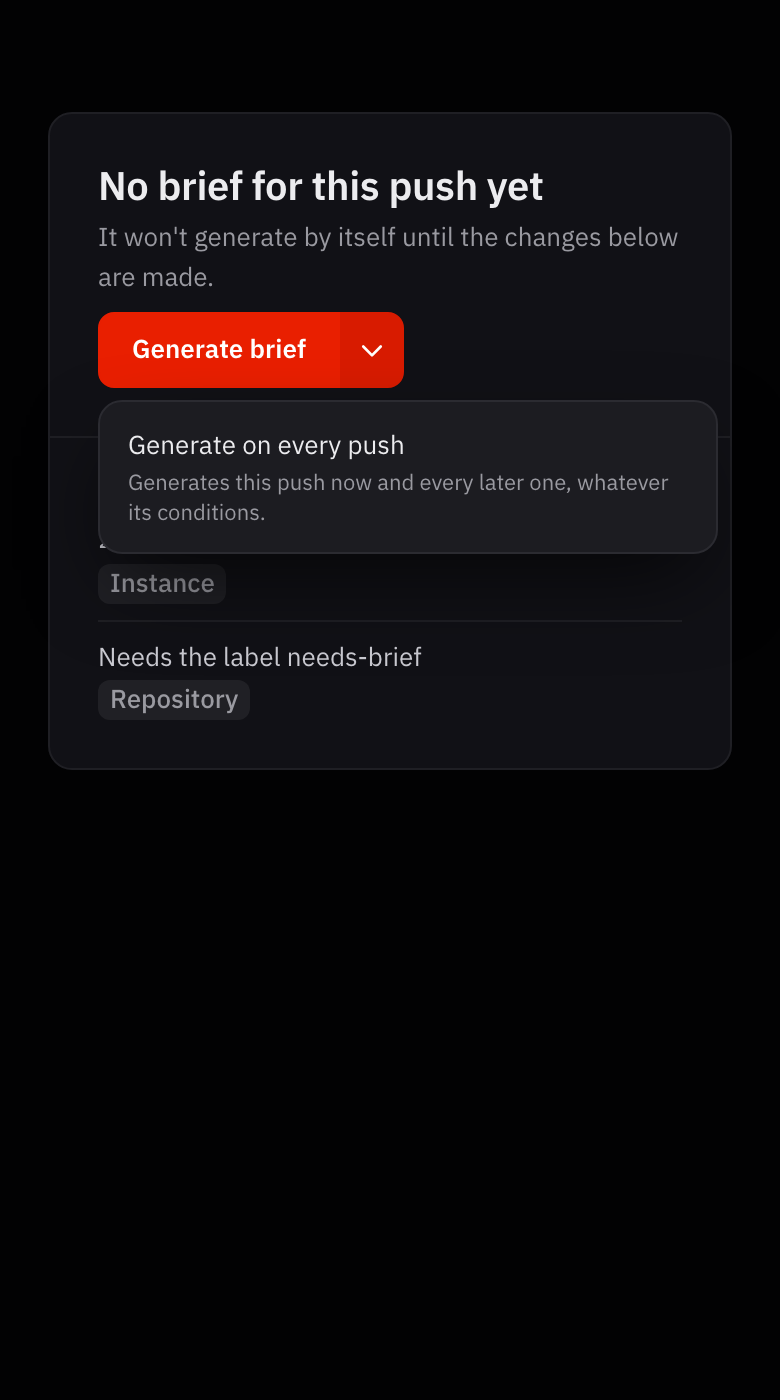 No brief for this push yet
It won't generate by itself until the changes below
are made.
Generate brief
Generate on every push
Generates this push now and every later one, whatever
its conditions.
Instance
Needs the label needs-brief
Repository